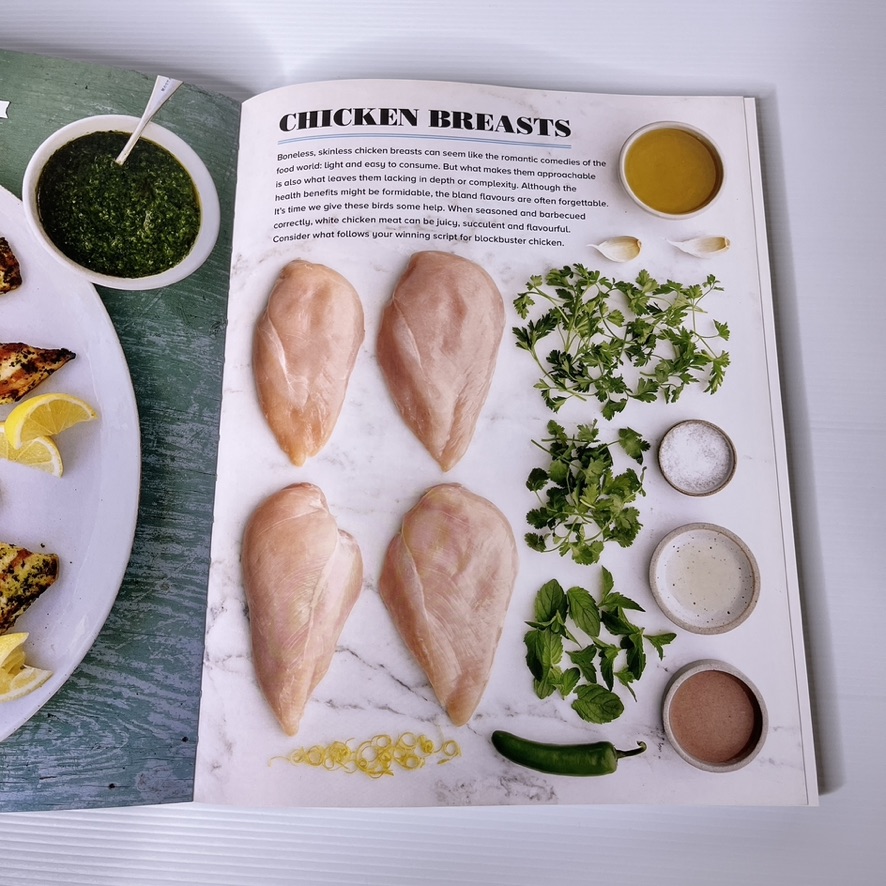 CHICKEN BREASTS
Boneless, skinless chicken breasts can seem like the romantic comedies of the
food world: light and easy to consume. But what makes them approachable
is also what leaves them lacking in depth or complexity. Although the
health benefits might be formidable, the bland flavours are often forgettable.
It's time we give these birds some help. When seasoned and barbecued
correctly, white chicken meat can be juicy, succulent and flavourful.
Consider what follows your winning script for blockbuster chicken.